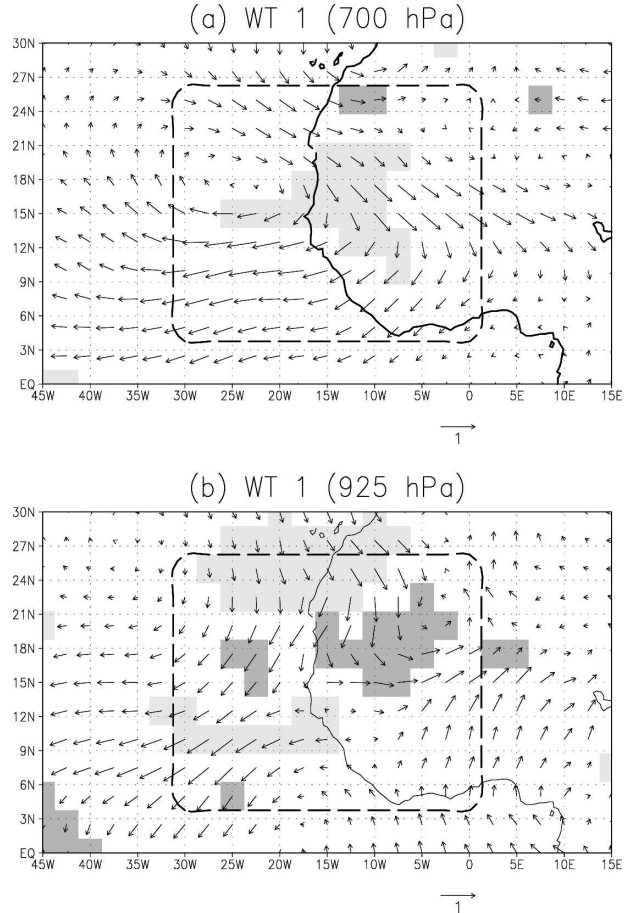 (a) WT 1 (700 hPa)
30N
27N
24N
21N
18N
15N
12N
9N
6N
3N
EQ
45W 40W 35W 30W 25W 20W 15W 10W 5W 0 5E 10E 15E
1
(b) WT 1 (925 hPa)
30N
27N
24N
21N
18N
15N
12N
9N
6N
3N
EQ
45W 40W 35W 30W 25W 20W 15W 10W 5W 0 5E 10E 15E
1